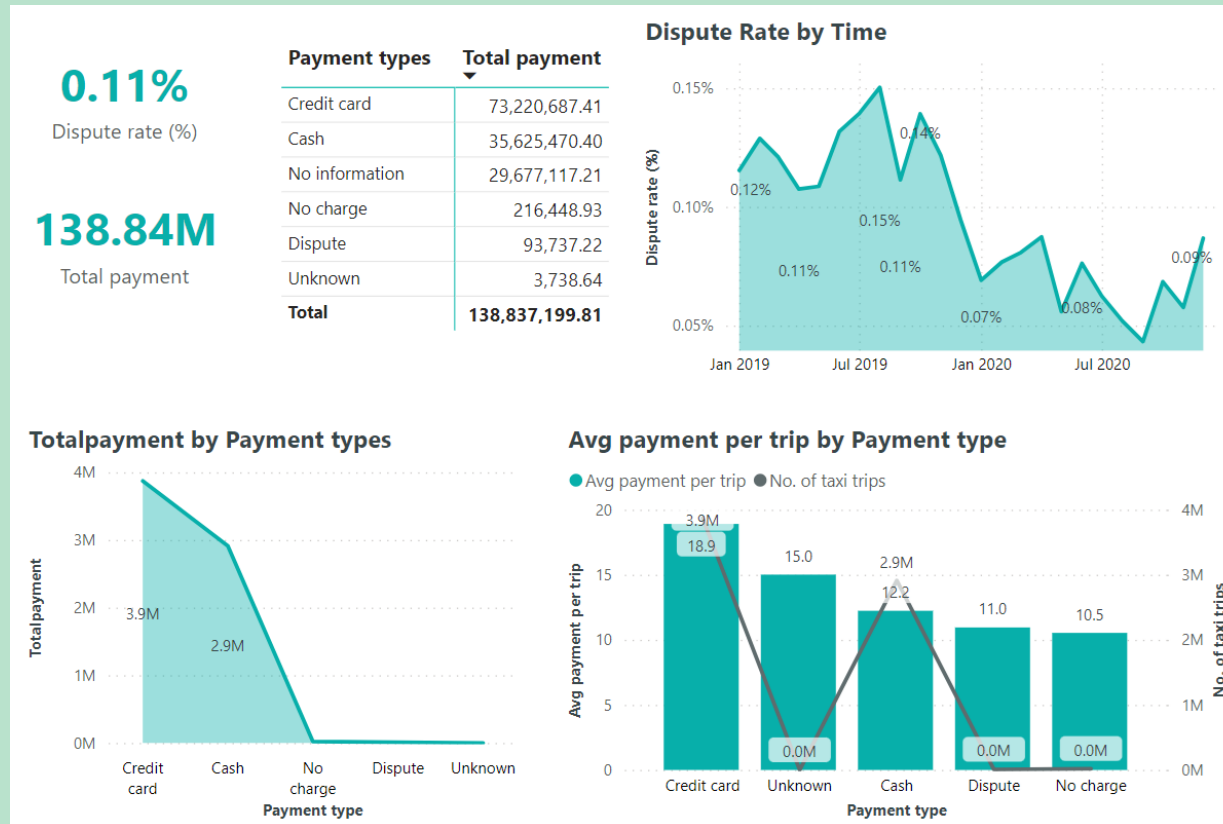 0.11%
Dispute rate (%)
138.84M
Total payment
Payment types Total payment
Credit card 73,220,687.41
Cash 35,625,470.40
No information 29,677,117.21
No charge 216,448.93
Dispute 93,737.22
Unknown 3,738.64
Total 138,837,199.81
Dispute Rate by Time
Dispute rate (%)
0.15%
0.10%
0.05%
0.12%
0.11%
0.15%
0.11%
0.14%
0.07%
0.08%
0.09%
Jan 2019 Jul 2019 Jan 2020 Jul 2020
Totalpayment by Payment types
Totalpayment
4M
3M
2M
1M
0M
3.9M
2.9M
Credit card Cash No charge Dispute Unknown
Payment type
Avg payment per trip by Payment type
Avg payment per trip No. of taxi trips
Avg payment per trip
20
15
10
5
0
3.9M
18.9
15.0
2.9M
12.2
11.0
10.5
0.0M 0.0M 0.0M
4M
3M
2M
1M
0M
No. of taxi trips
Credit card Unknown Cash Dispute No charge
Payment type